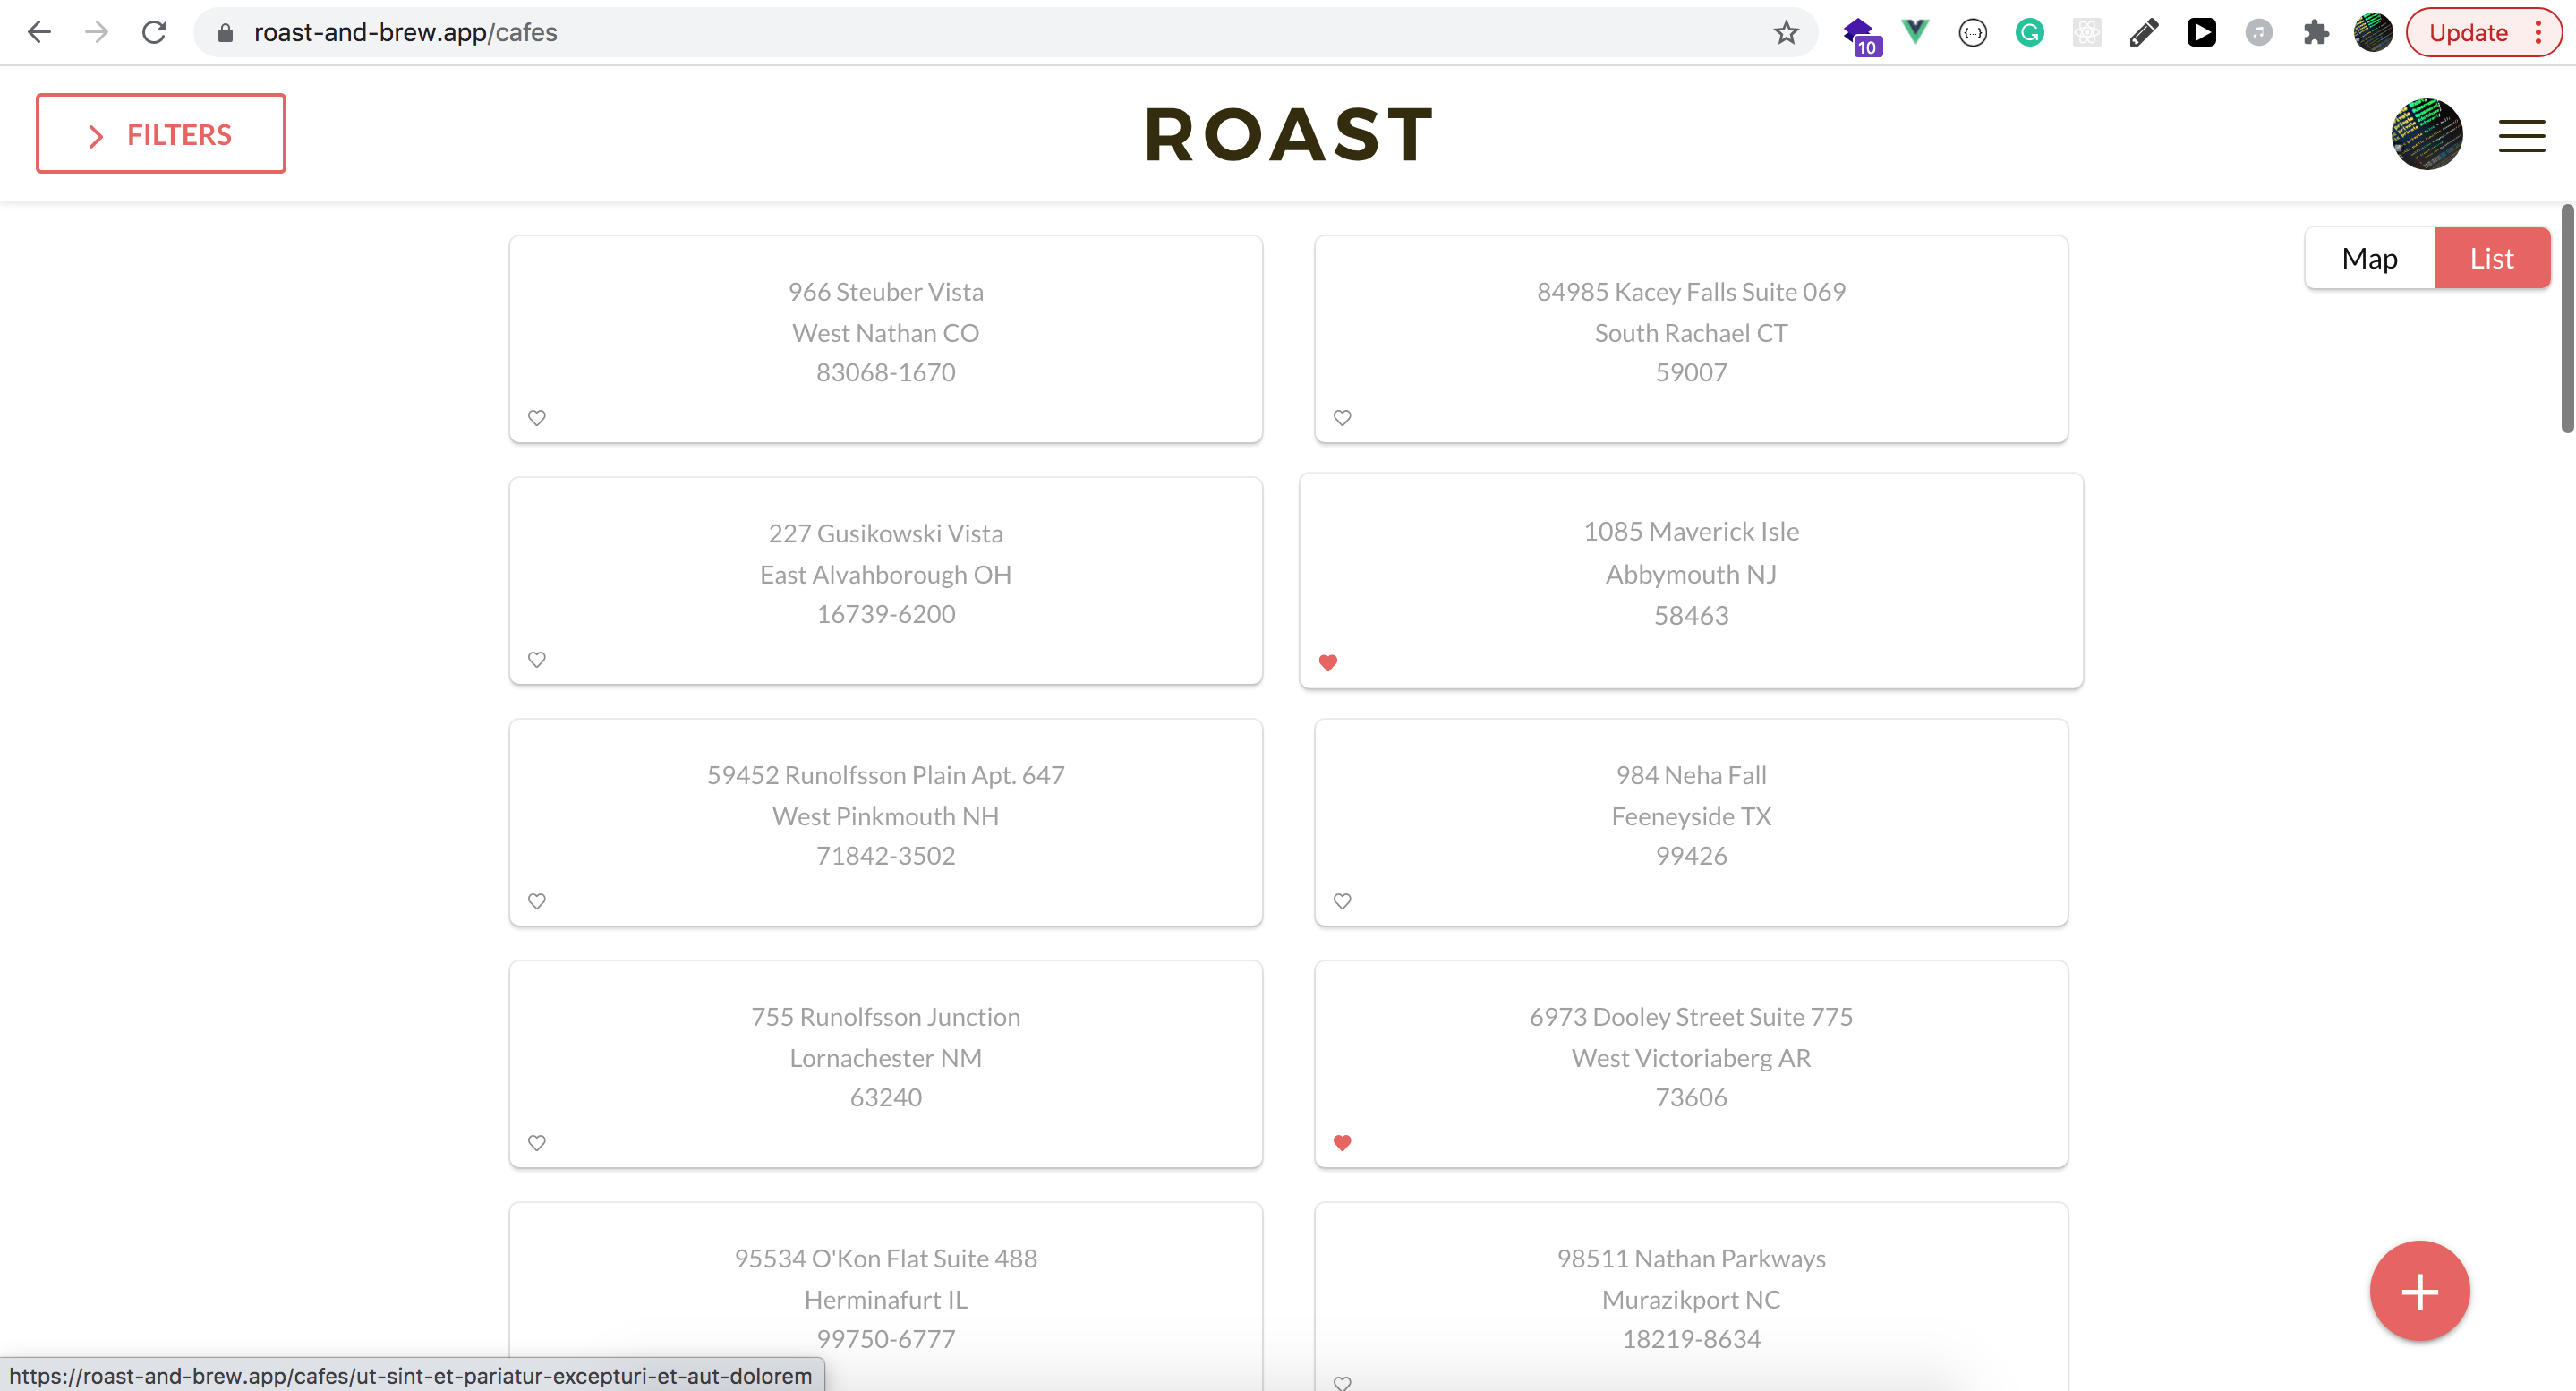 roast-and-brew.app/cafes
10
Update
FILTERS
ROAST
Map
List
966 Steuber Vista
West Nathan CO
83068-1670
84985 Kacey Falls Suite 069
South Rachael CT
59007
227 Gusikowski Vista
East Alvahborough OH
16739-6200
1085 Maverick Isle
Abbymouth NJ
58463
59452 Runolfsson Plain Apt. 647
West Pinkmouth NH
71842-3502
984 Neha Fall
Feeneyside TX
99426
755 Runolfsson Junction
Lornachester NM
63240
6973 Dooley Street Suite 775
West Victoriaberg AR
73606
95534 O'Kon Flat Suite 488
Herminafurt IL
99750-6777
98511 Nathan Parkways
Murazikport NC
18219-8634
https://roast-and-brew.app/cafes/ut-sint-et-pariatur-excepturi-et-aut-dolorem